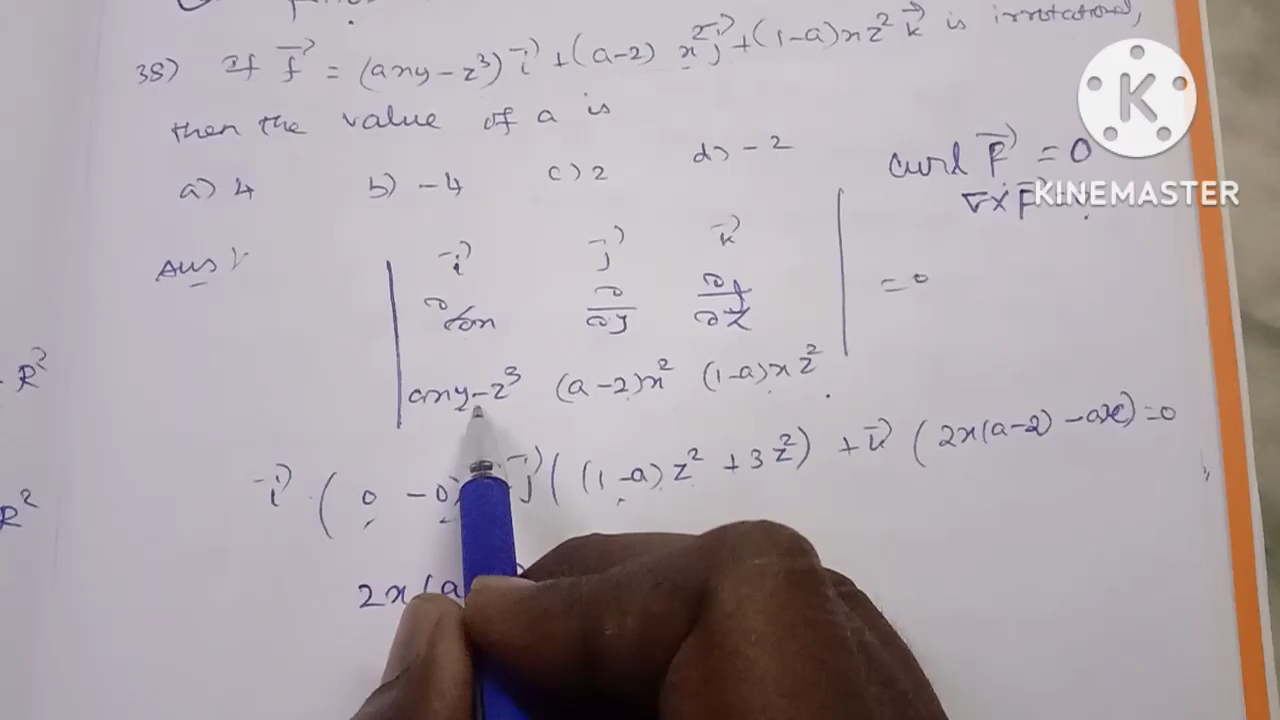 38) If f⃗ = (axy-z³) i⃗ + (a-2) x² j⃗ + (1-a)xz² k⃗ is irrotational,
then the value of a is
a) 4 b) -4 c) 2 d) -2
curl F⃗ = 0
∇×F⃗
K
KINEMASTER
Ans:
i⃗ j⃗ k⃗
∂/∂x ∂/∂y ∂/∂z = 0
axy-z³ (a-2)x² (1-a)xz²
i⃗ (0 - 0) j⃗ ((1-a)z² + 3z²) + k⃗ (2x(a-2) - ax) = 0
2x(a
R²
R²